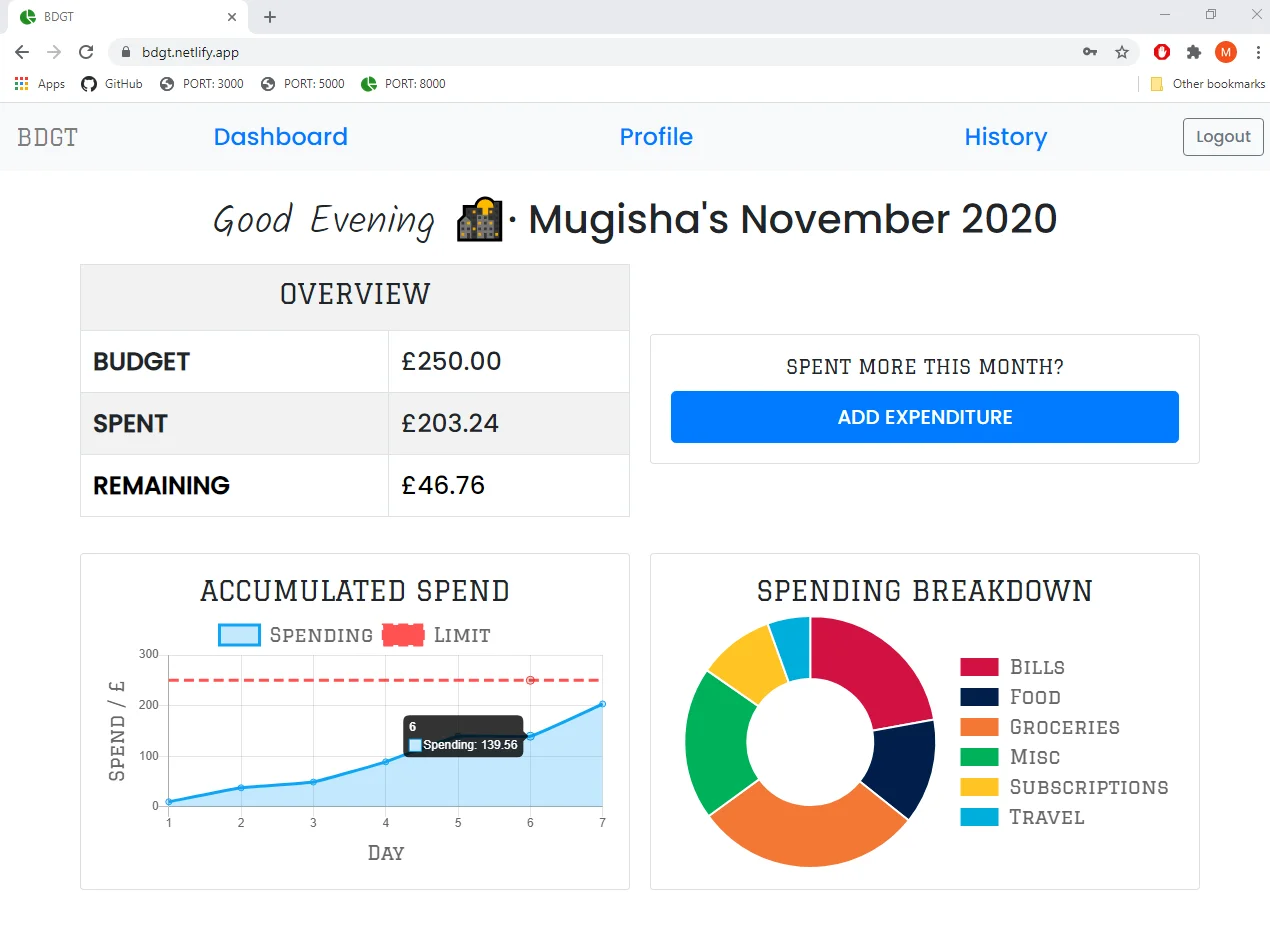 BDGT
bdgt.netlify.app
M
Apps GitHub PORT: 3000 PORT: 5000 PORT: 8000 Other bookmarks
BDGT Dashboard Profile History Logout
Good Evening 🌆· Mugisha's November 2020
OVERVIEW
BUDGET £250.00
SPENT £203.24
REMAINING £46.76
SPENT MORE THIS MONTH?
ADD EXPENDITURE
ACCUMULATED SPEND
Spending Limit
300
200
100
0
Spend / £
6
Spending: 139.56
1 2 3 4 5 6 7
Day
SPENDING BREAKDOWN
Bills
Food
Groceries
Misc
Subscriptions
Travel